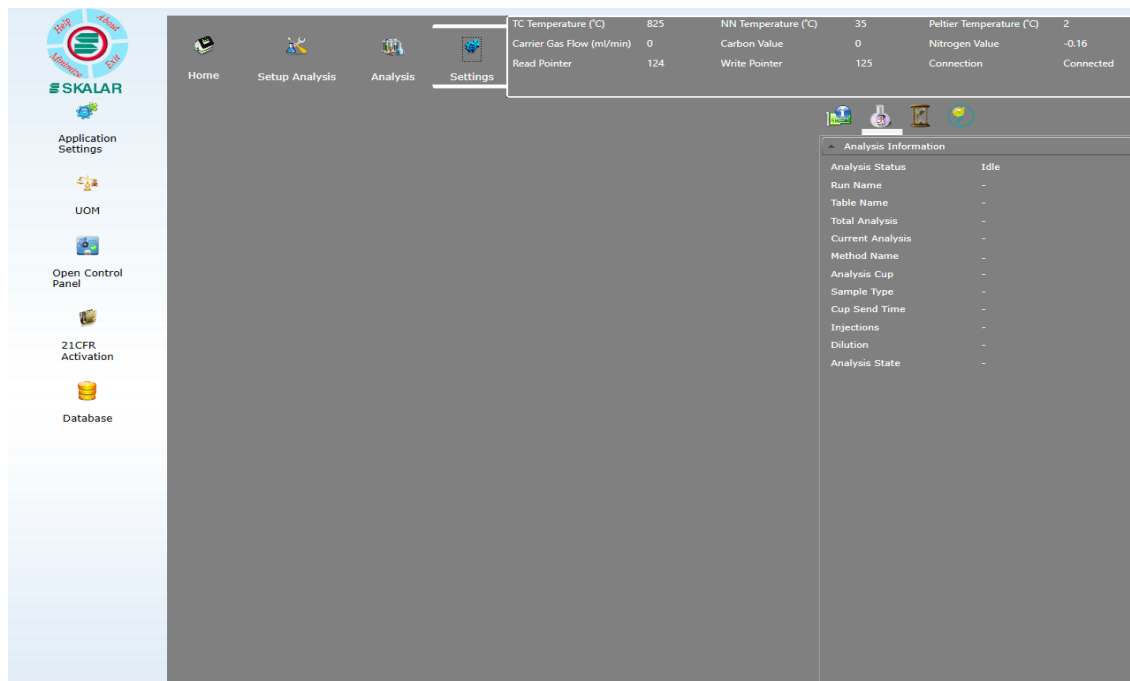 Help About
Minimize Exit
SKALAR
Home Setup Analysis Analysis Settings
TC Temperature (°C) 825 NN Temperature (°C) 35 Peltier Temperature (°C) 2
Carrier Gas Flow (ml/min) 0 Carbon Value 0 Nitrogen Value -0.16
Read Pointer 124 Write Pointer 125 Connection Connected
Application
Settings
UOM
Open Control
Panel
21CFR
Activation
Database
Analysis Information
Analysis Status Idle
Run Name -
Table Name -
Total Analysis -
Current Analysis -
Method Name -
Analysis Cup -
Sample Type -
Cup Send Time -
Injections -
Dilution -
Analysis State -